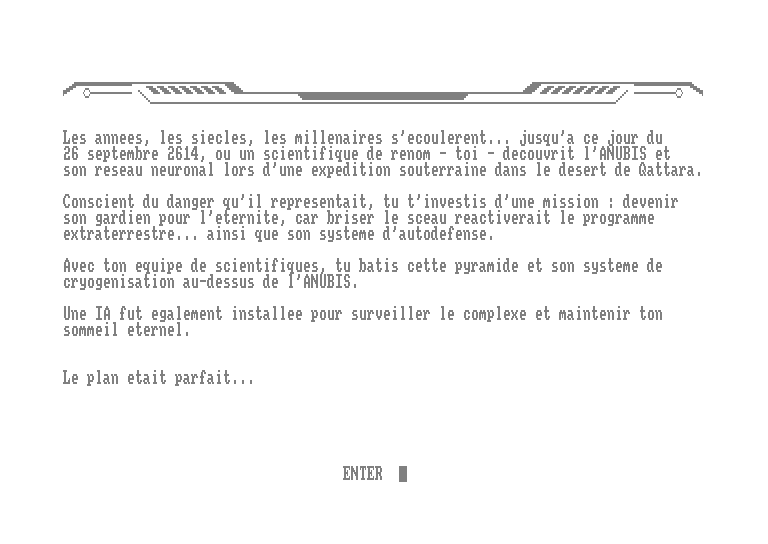 Les annees, les siecles, les millenaires s'ecoulerent... jusqu'a ce jour du
26 septembre 2614, ou un scientifique de renom - toi - decouvrit l'ANUBIS et
son reseau neuronal lors d'une expedition souterraine dans le desert de Qattara.
Conscient du danger qu'il representait, tu t'investis d'une mission : devenir
son gardien pour l'eternite, car briser le sceau reactiverait le programme
extraterrestre... ainsi que son systeme d'autodefense.
Avec ton equipe de scientifiques, tu batis cette pyramide et son systeme de
cryogenisation au-dessus de l'ANUBIS.
Une IA fut egalement installee pour surveiller le complexe et maintenir ton
sommeil eternel.
Le plan etait parfait...
ENTER